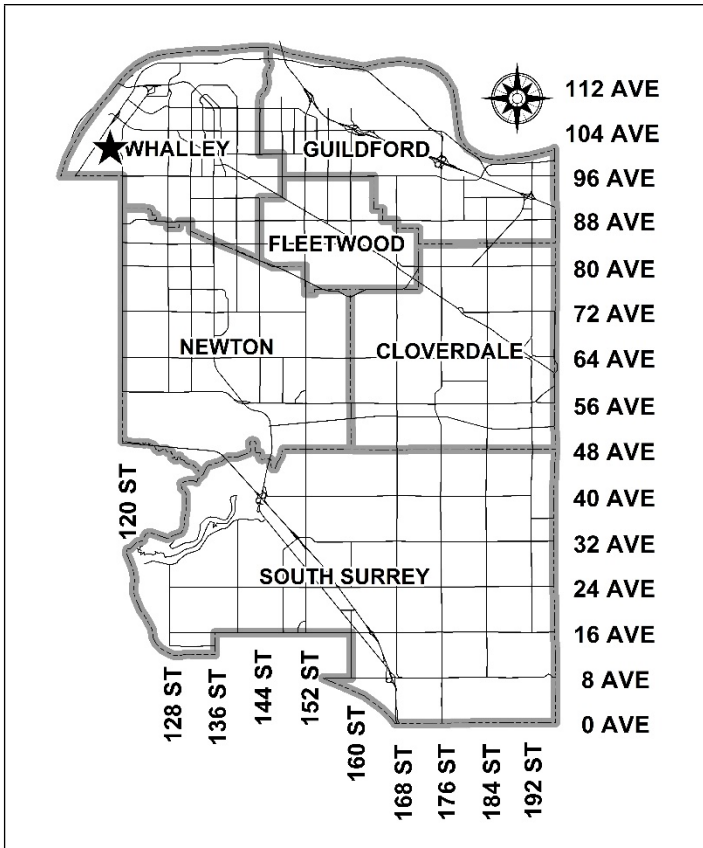 112 AVE
104 AVE
WHALLEY
GUILDFORD
96 AVE
88 AVE
FLEETWOOD
80 AVE
72 AVE
NEWTON
CLOVERDALE
64 AVE
56 AVE
48 AVE
120 ST
40 AVE
32 AVE
SOUTH SURREY
24 AVE
16 AVE
128 ST
136 ST
144 ST
152 ST
8 AVE
160 ST
0 AVE
168 ST
176 ST
184 ST
192 ST